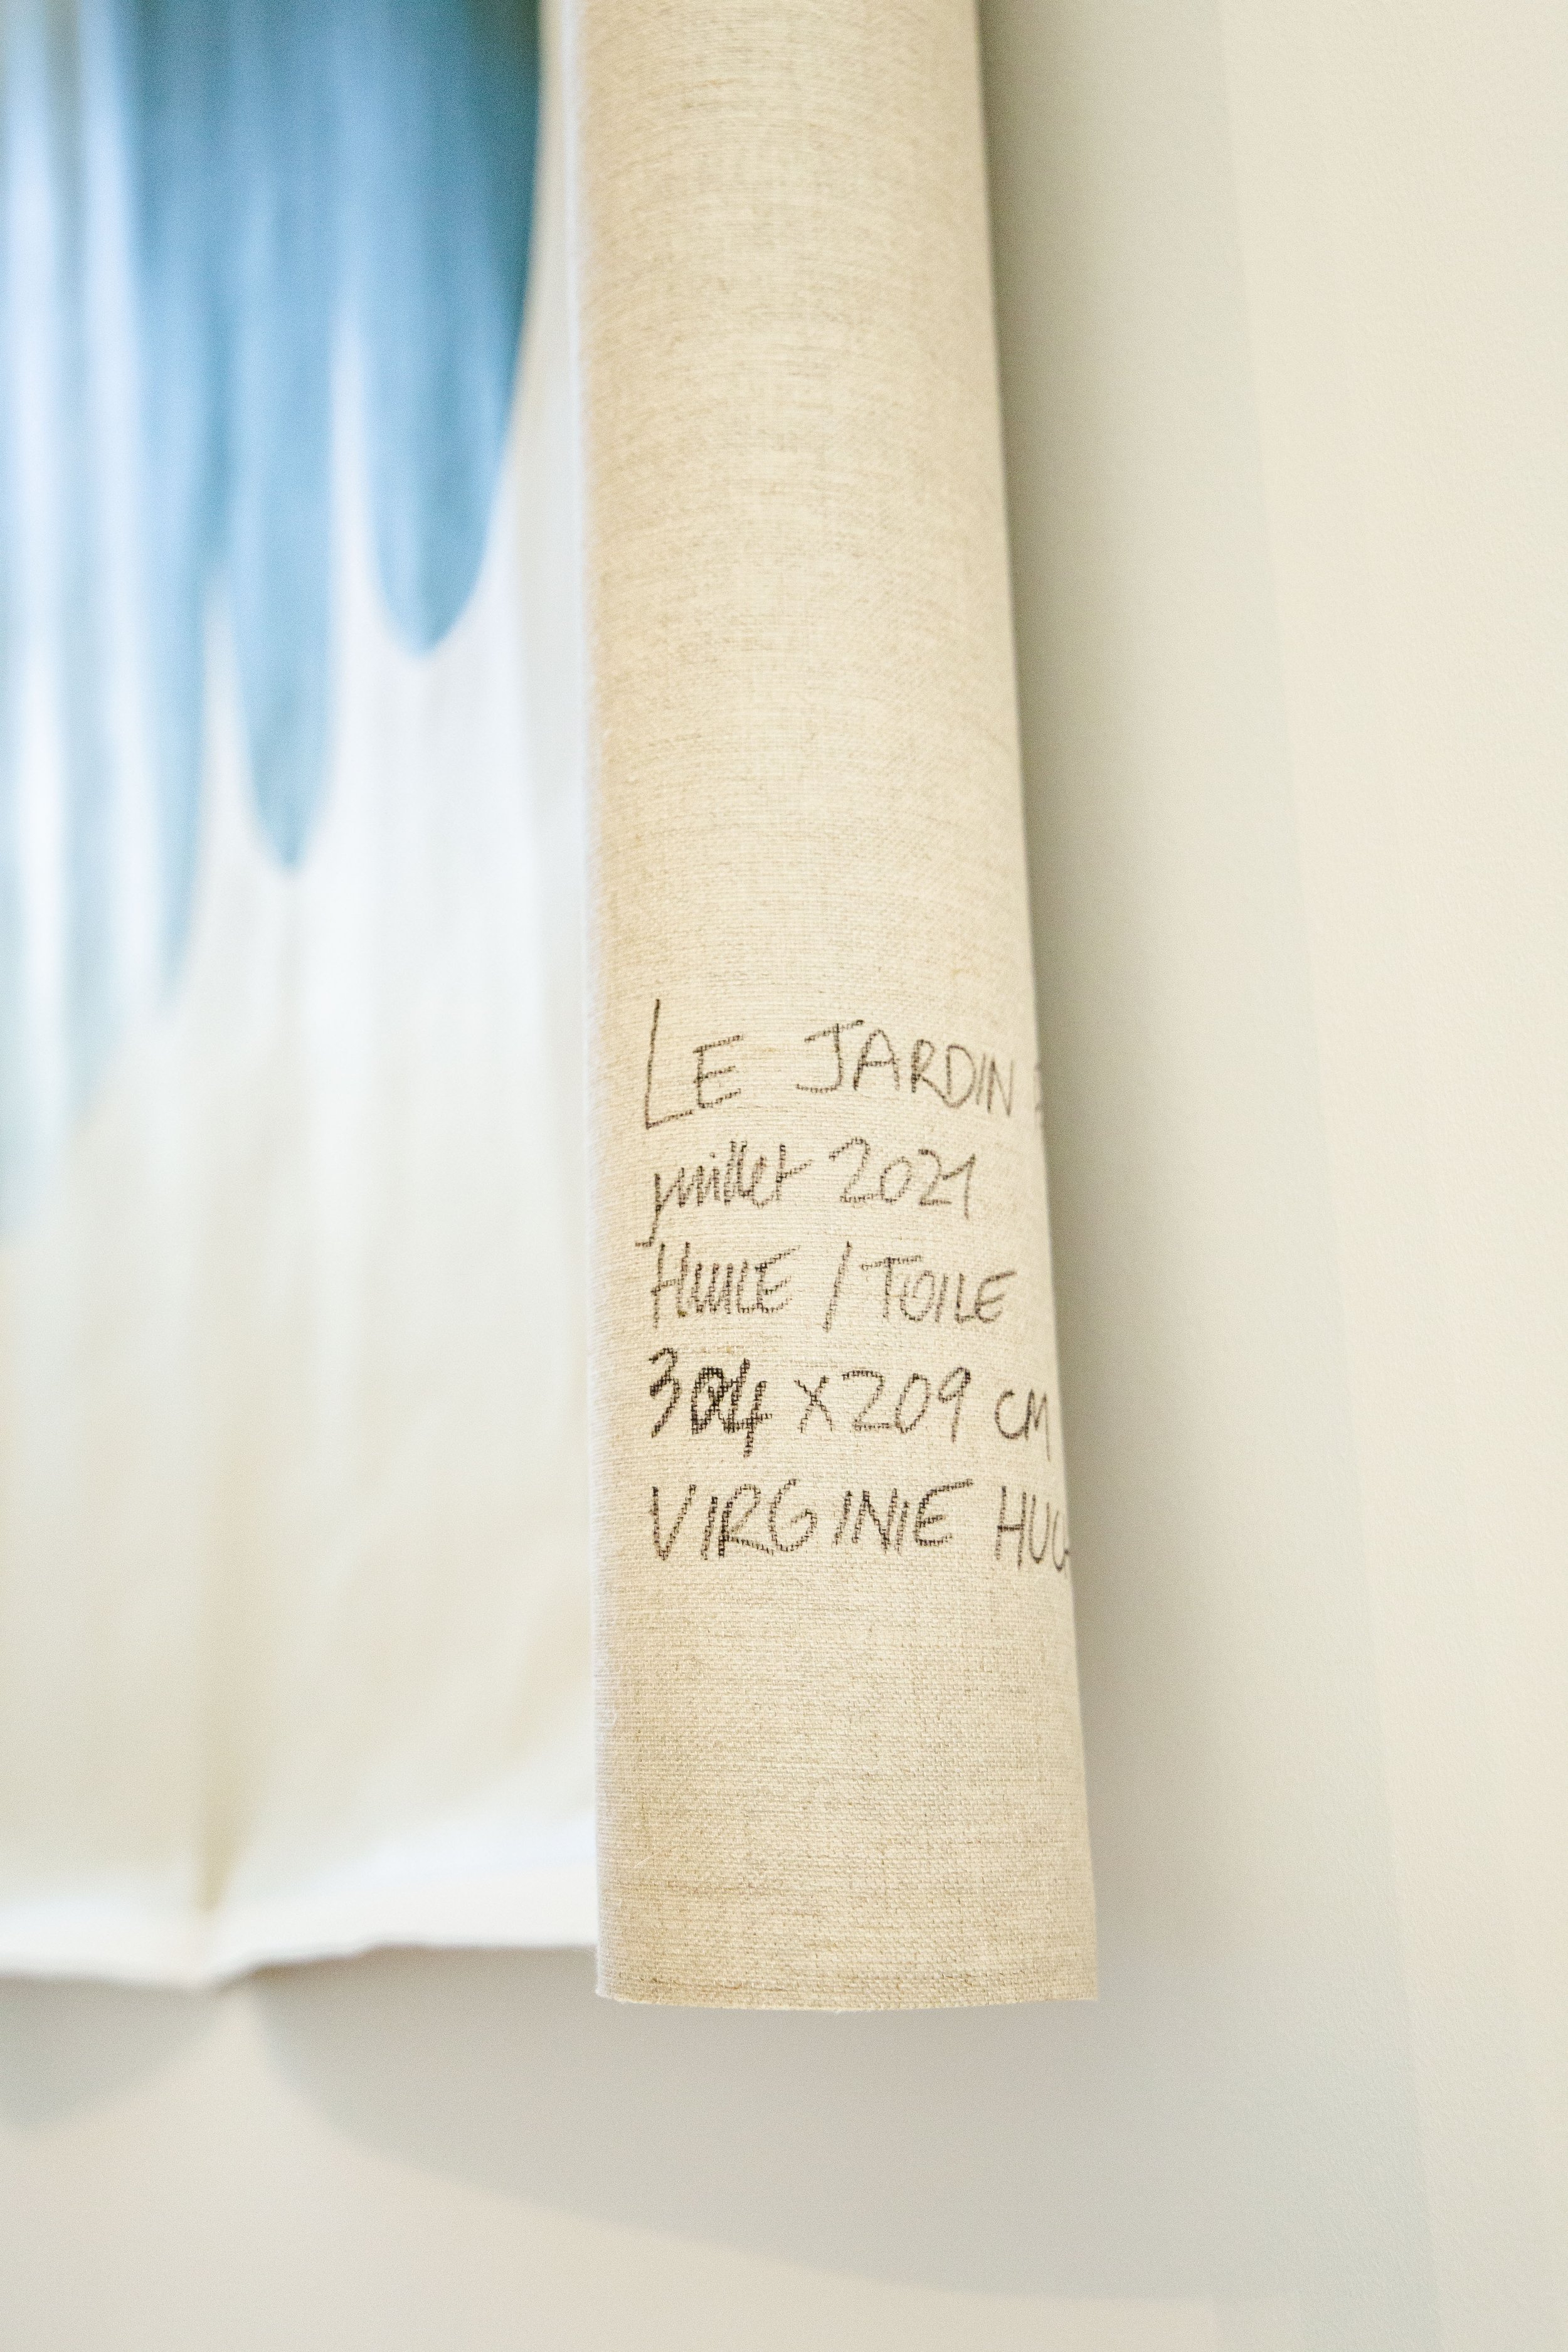 LE JARDIN
juillet 2021
HUILE / TOILE
304 x 209 CM
VIRGINIE